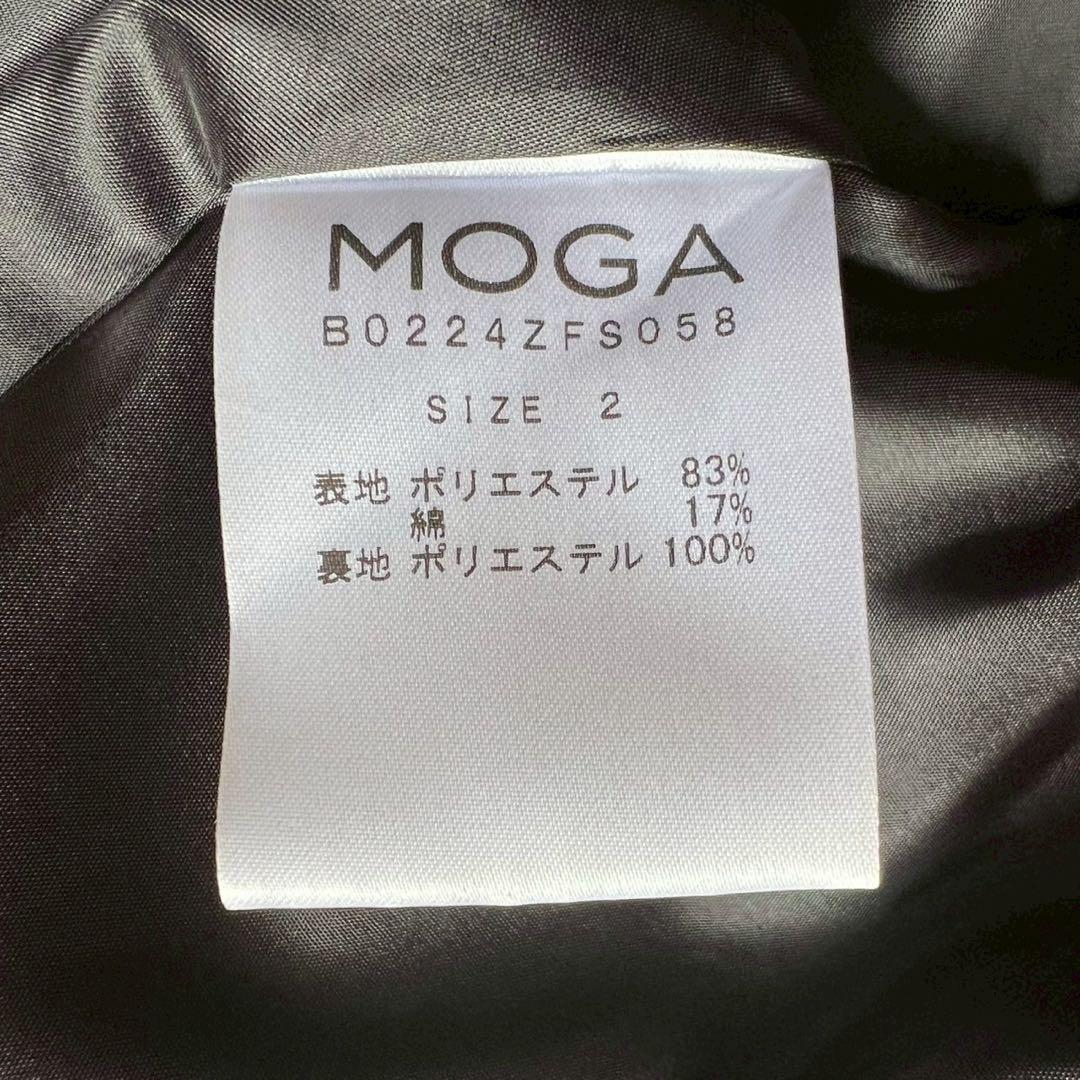 MOGA
B0224ZFS058
SIZE 2
表地 ポリエステル 83%
綿 17%
裏地 ポリエステル 100%